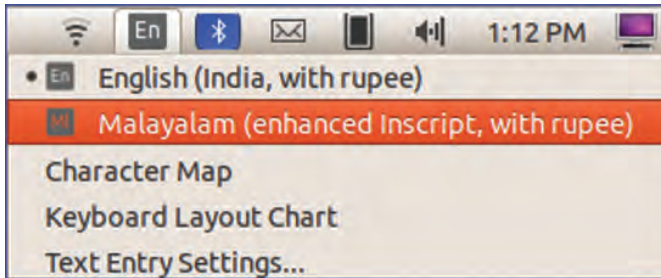 En 1:12 PM
En English (India, with rupee)
Ml Malayalam (enhanced Inscript, with rupee)
Character Map
Keyboard Layout Chart
Text Entry Settings...